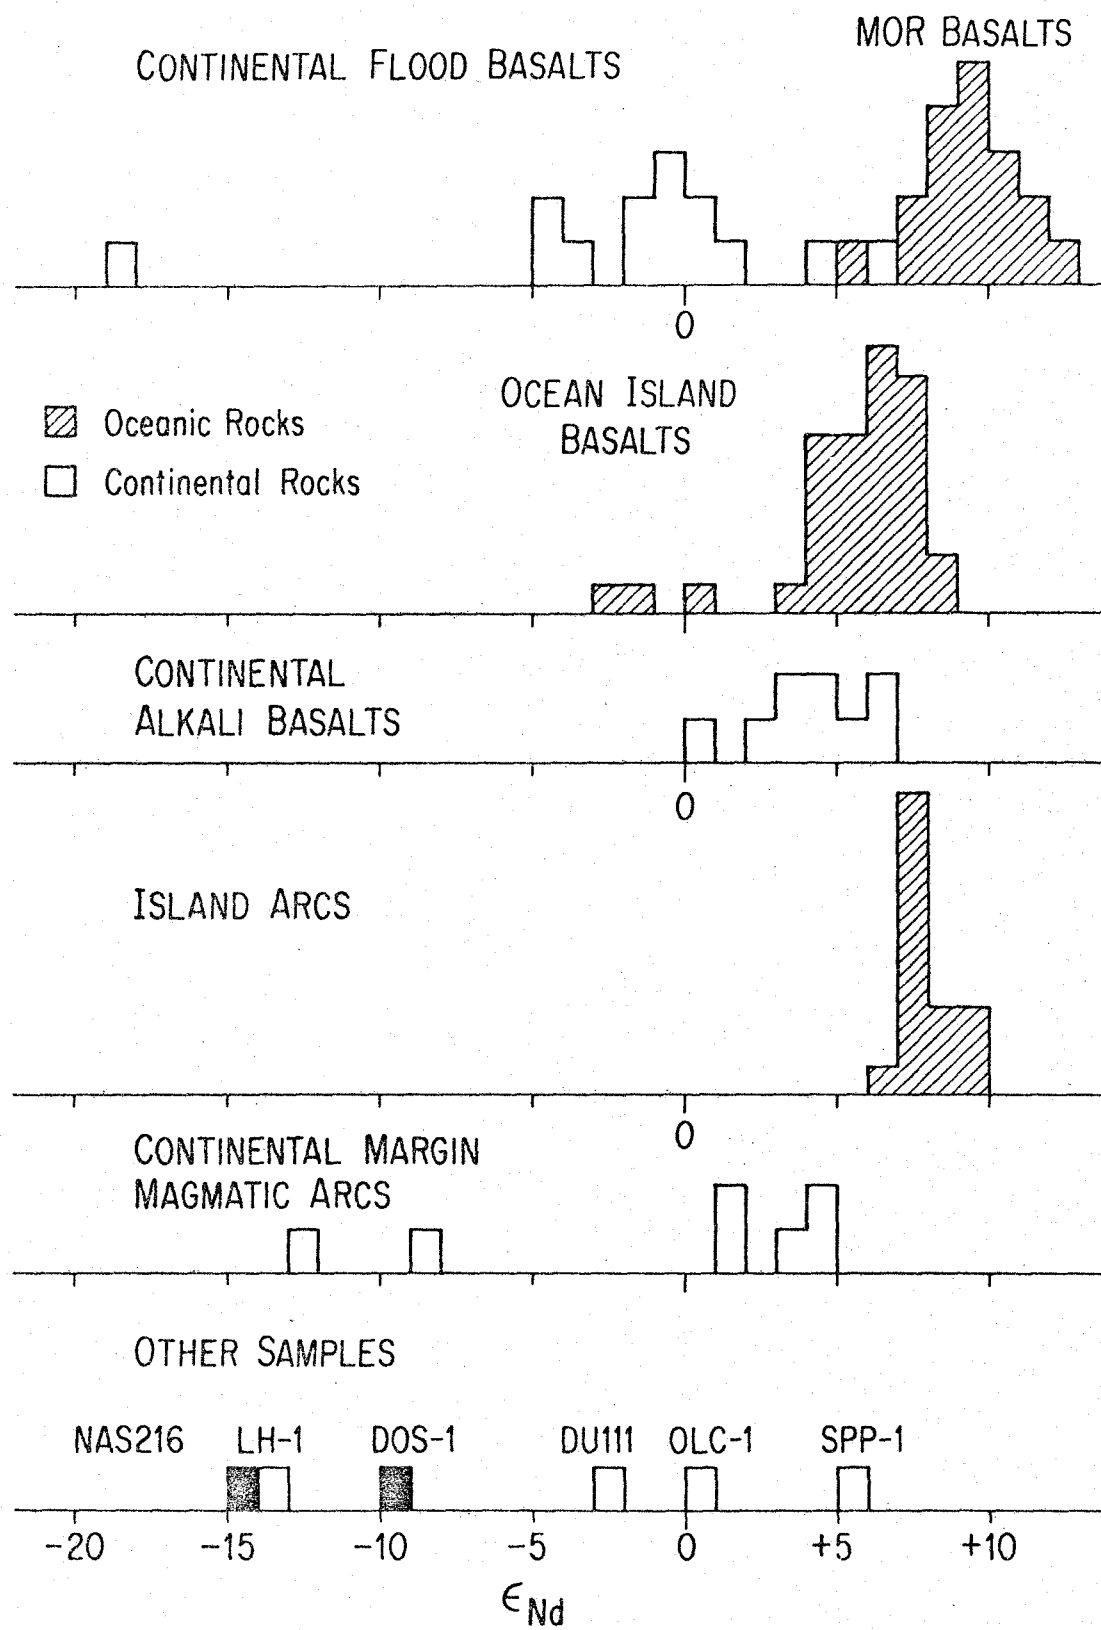 MOR BASALTS
CONTINENTAL FLOOD BASALTS
0
OCEAN ISLAND
BASALTS
Oceanic Rocks
Continental Rocks
CONTINENTAL
ALKALI BASALTS
0
ISLAND ARCS
0
CONTINENTAL MARGIN
MAGMATIC ARCS
OTHER SAMPLES
NAS216 LH-1 DOS-1 DU111 OLC-1 SPP-1
-20 -15 -10 -5 0 +5 +10
εNd